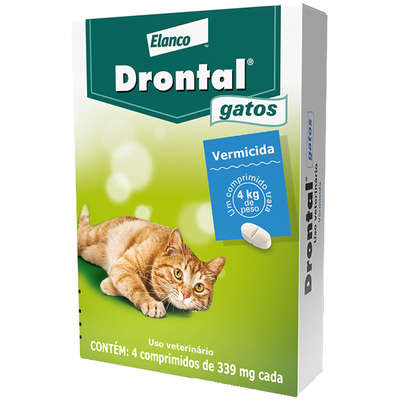 Elanco
Drontal®
gatos
Vermicida
Um comprimido trata
4 kg
de
peso
Uso veterinário
CONTÉM: 4 comprimidos de 339 mg cada
Drontal®
gatos
Uso veterinário